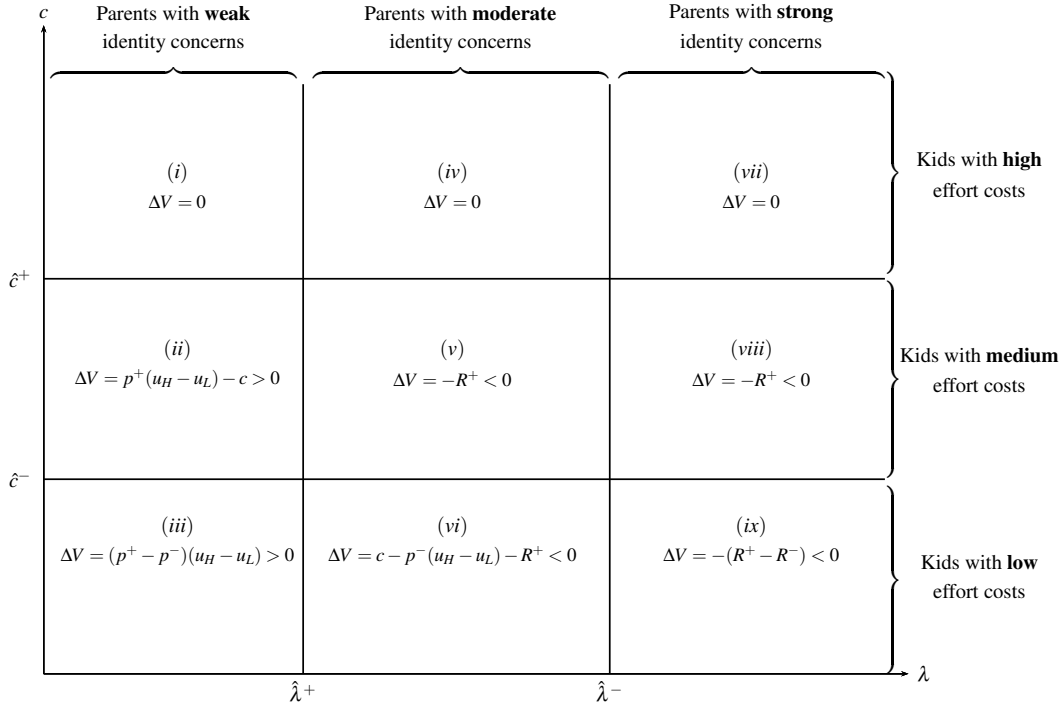 c
Parents with weak
identity concerns
Parents with moderate
identity concerns
Parents with strong
identity concerns
(i)
ΔV = 0
(iv)
ΔV = 0
(vii)
ΔV = 0
Kids with high
effort costs
ĉ⁺
(ii)
ΔV = p⁺(u_H − u_L) − c > 0
(v)
ΔV = −R⁺ < 0
(viii)
ΔV = −R⁺ < 0
Kids with medium
effort costs
ĉ⁻
(iii)
ΔV = (p⁺ − p⁻)(u_H − u_L) > 0
(vi)
ΔV = c − p⁻(u_H − u_L) − R⁺ < 0
(ix)
ΔV = −(R⁺ − R⁻) < 0
Kids with low
effort costs
λ
λ̂⁺
λ̂⁻